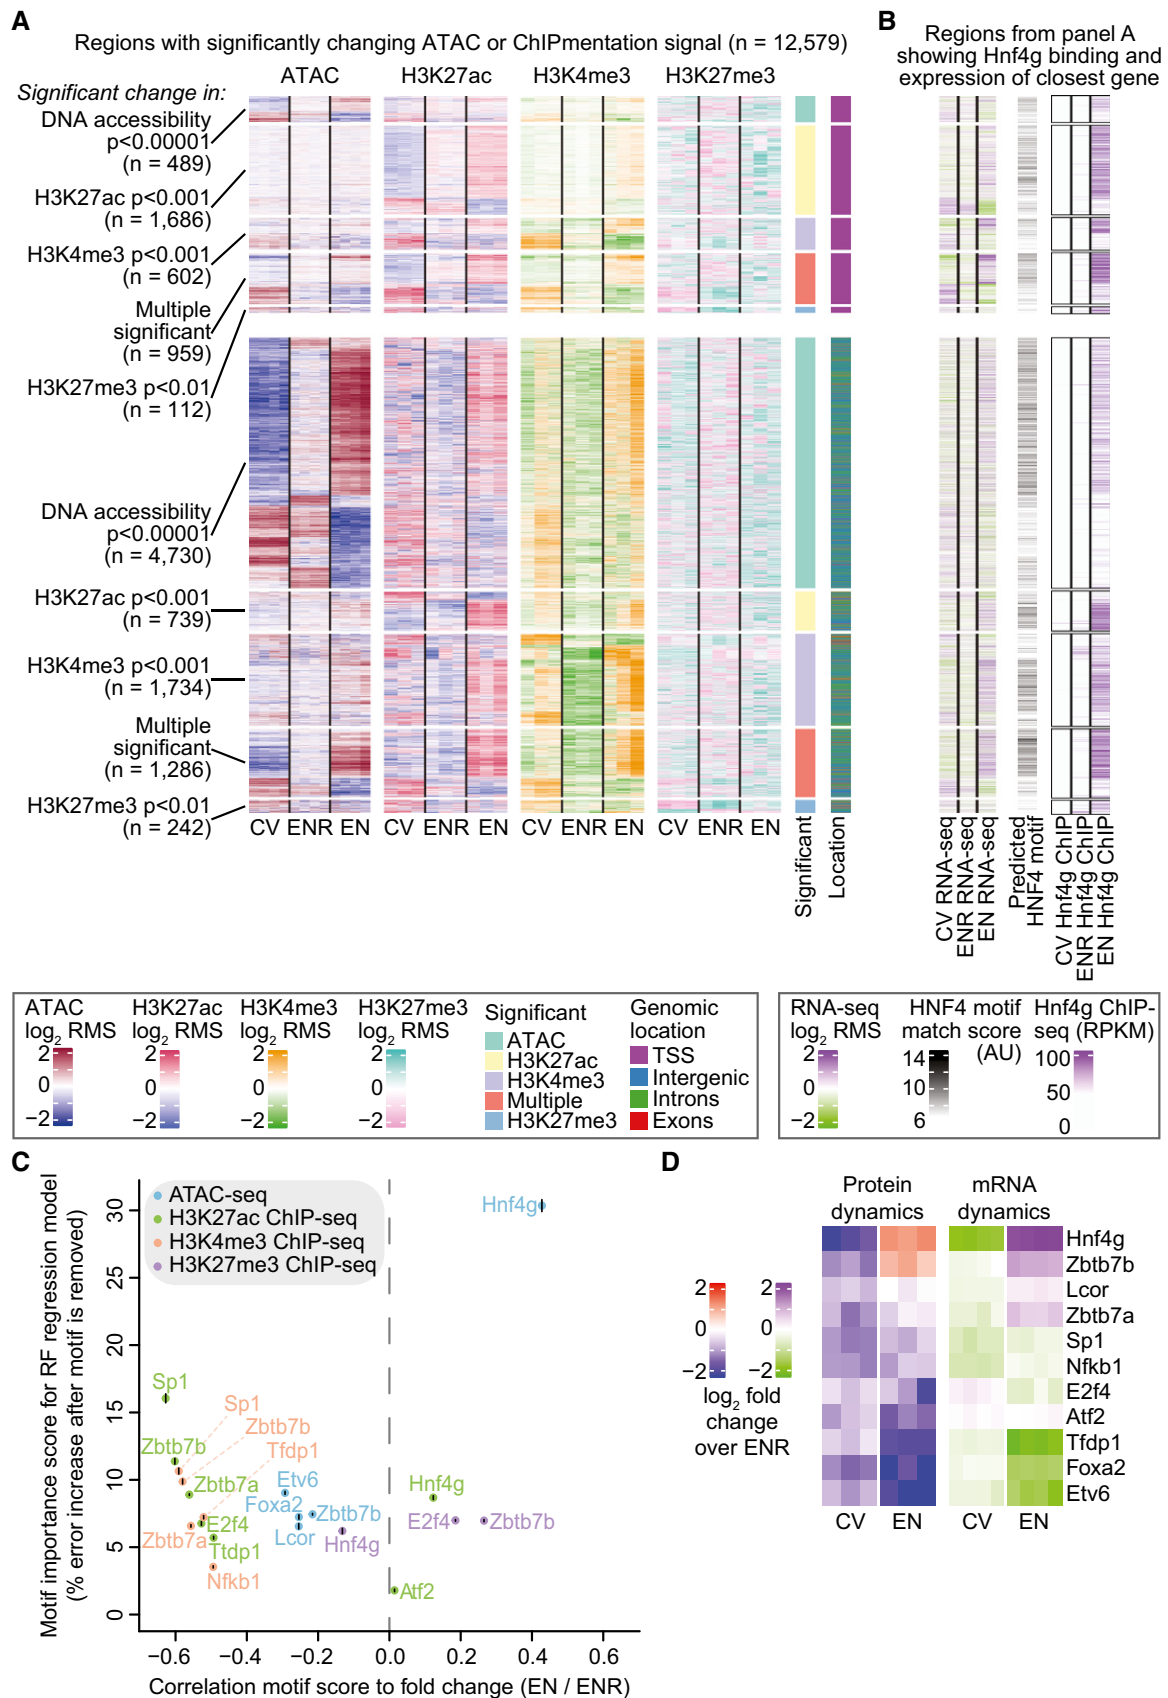 A
Regions with significantly changing ATAC or ChIPmentation signal (n = 12,579)
ATAC H3K27ac H3K4me3 H3K27me3
Significant change in:
DNA accessibility
p<0.00001
(n = 489)
H3K27ac p<0.001
(n = 1,686)
H3K4me3 p<0.001
(n = 602)
Multiple
significant
(n = 959)
H3K27me3 p<0.01
(n = 112)
DNA accessibility
p<0.00001
(n = 4,730)
H3K27ac p<0.001
(n = 739)
H3K4me3 p<0.001
(n = 1,734)
Multiple
significant
(n = 1,286)
H3K27me3 p<0.01
(n = 242)
CV ENR EN CV ENR EN CV ENR EN CV ENR EN
Significant
Location
B
Regions from panel A
showing Hnf4g binding and
expression of closest gene
CV RNA-seq
ENR RNA-seq
EN RNA-seq
Predicted
HNF4 motif
CV Hnf4g ChIP
ENR Hnf4g ChIP
EN Hnf4g ChIP
ATAC
log2 RMS
2
0
−2
H3K27ac
log2 RMS
2
0
−2
H3K4me3
log2 RMS
2
0
−2
H3K27me3
log2 RMS
2
0
−2
Significant
ATAC
H3K27ac
H3K4me3
Multiple
H3K27me3
Genomic
location
TSS
Intergenic
Introns
Exons
RNA-seq
log2 RMS
2
0
−2
HNF4 motif
match score
(AU)
14
10
6
Hnf4g ChIP-
seq (RPKM)
100
50
0
C
Motif importance score for RF regression model
(% error increase after motif is removed)
30
25
20
15
10
5
0
ATAC-seq
H3K27ac ChIP-seq
H3K4me3 ChIP-seq
H3K27me3 ChIP-seq
Hnf4g
Sp1
Sp1
Zbtb7b
Zbtb7b
Tfdp1
Zbtb7a
Etv6
Hnf4g
Foxa2
Zbtb7b
E2f4
E2f4
Zbtb7b
Zbtb7a
Lcor
Hnf4g
Ttdp1
Nfkb1
Atf2
−0.6 −0.4 −0.2 0.0 0.2 0.4 0.6
Correlation motif score to fold change (EN / ENR)
D
Protein
dynamics
mRNA
dynamics
2
0
−2
2
0
−2
log2 fold
change
over ENR
Hnf4g
Zbtb7b
Lcor
Zbtb7a
Sp1
Nfkb1
E2f4
Atf2
Tfdp1
Foxa2
Etv6
CV EN CV EN